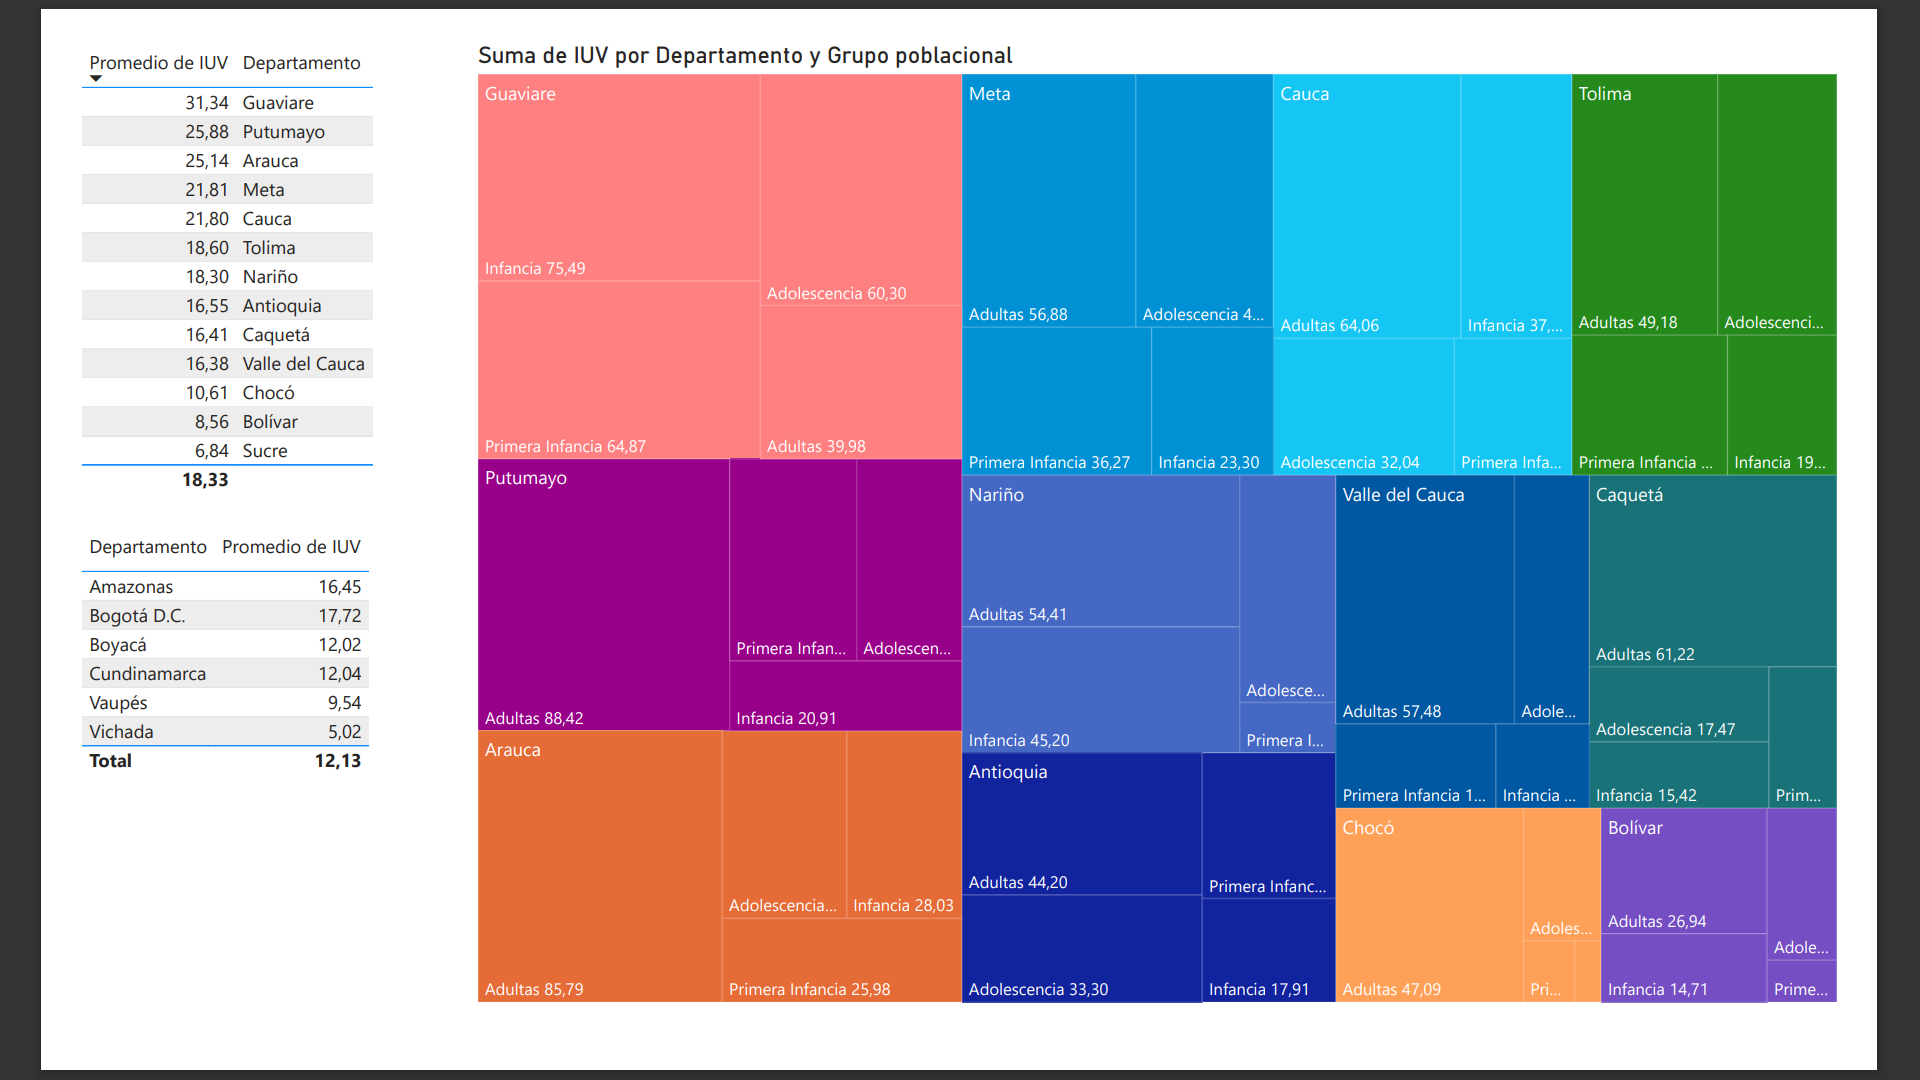 Promedio de IUV Departamento
31,34 Guaviare
25,88 Putumayo
25,14 Arauca
21,81 Meta
21,80 Cauca
18,60 Tolima
18,30 Nariño
16,55 Antioquia
16,41 Caquetá
16,38 Valle del Cauca
10,61 Chocó
8,56 Bolívar
6,84 Sucre
18,33
Departamento Promedio de IUV
Amazonas 16,45
Bogotá D.C. 17,72
Boyacá 12,02
Cundinamarca 12,04
Vaupés 9,54
Vichada 5,02
Total 12,13
Suma de IUV por Departamento y Grupo poblacional
Guaviare
Infancia 75,49
Adolescencia 60,30
Primera Infancia 64,87
Adultas 39,98
Putumayo
Primera Infan...
Adolescen...
Adultas 88,42
Infancia 20,91
Arauca
Adolescencia...
Infancia 28,03
Adultas 85,79
Primera Infancia 25,98
Meta
Adultas 56,88
Adolescencia 4...
Primera Infancia 36,27
Infancia 23,30
Cauca
Adultas 64,06
Infancia 37,...
Adolescencia 32,04
Primera Infa...
Tolima
Adultas 49,18
Adolescenci...
Primera Infancia ...
Infancia 19...
Nariño
Adultas 54,41
Adolesce...
Infancia 45,20
Primera I...
Valle del Cauca
Adultas 57,48
Adole...
Primera Infancia 1...
Infancia ...
Caquetá
Adultas 61,22
Adolescencia 17,47
Infancia 15,42
Prim...
Antioquia
Adultas 44,20
Primera Infanc...
Adolescencia 33,30
Infancia 17,91
Chocó
Adoles...
Adultas 47,09
Pri...
Bolívar
Adultas 26,94
Adole...
Infancia 14,71
Prime...